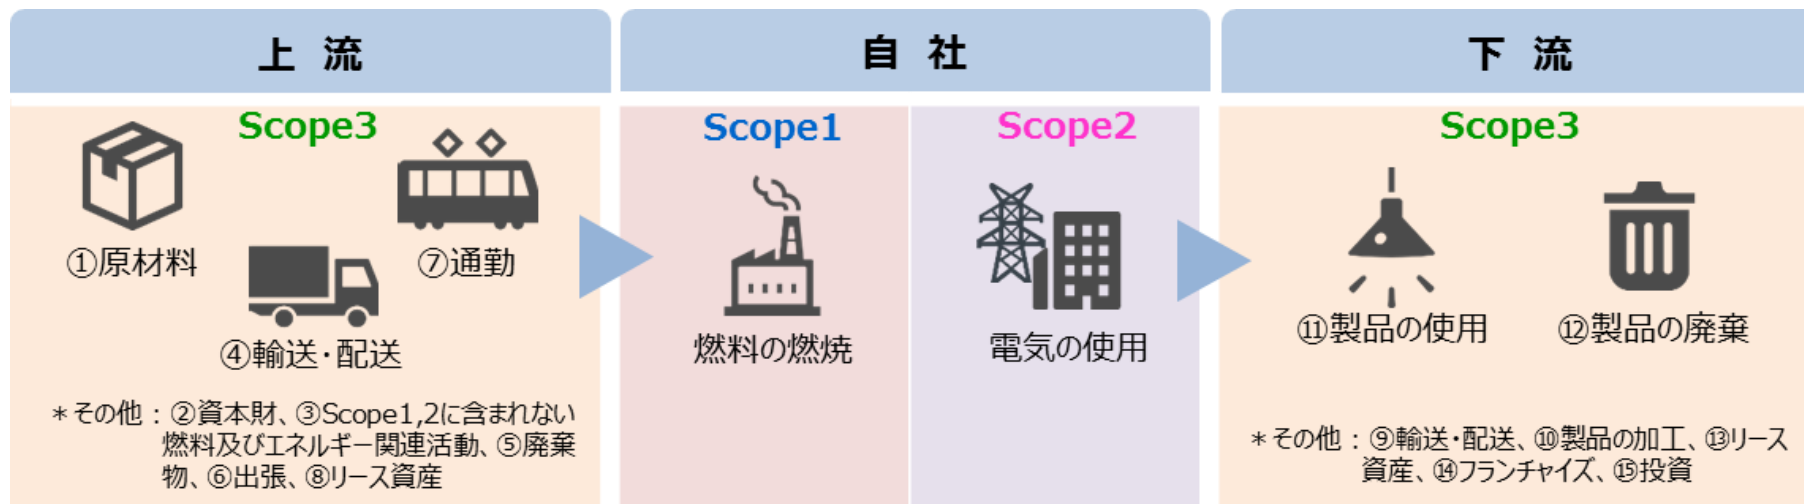 上 流
Scope3
①原材料
⑦通勤
④輸送・配送
＊その他：②資本財、③Scope1,2に含まれない
燃料及びエネルギー関連活動、⑤廃棄
物、⑥出張、⑧リース資産
自 社
Scope1
燃料の燃焼
Scope2
電気の使用
下 流
Scope3
⑪製品の使用
⑫製品の廃棄
＊その他：⑨輸送・配送、⑩製品の加工、⑬リース
資産、⑭フランチャイズ、⑮投資